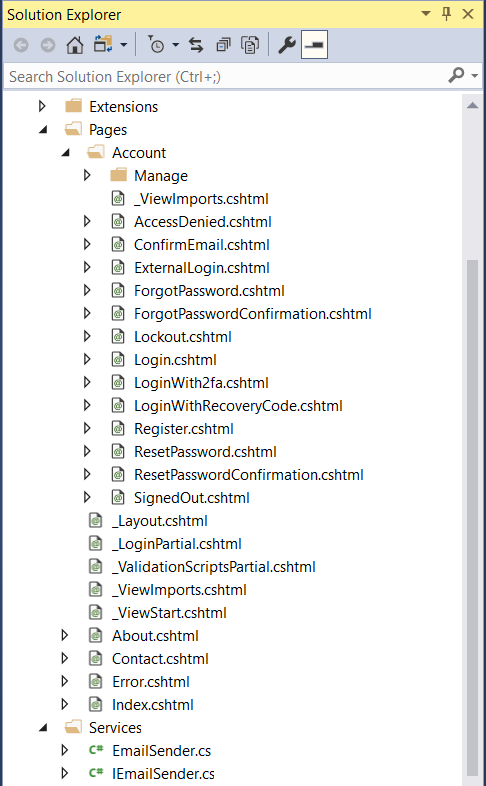 Solution Explorer
Search Solution Explorer (Ctrl+;)
Extensions
Pages
Account
Manage
_ViewImports.cshtml
AccessDenied.cshtml
ConfirmEmail.cshtml
ExternalLogin.cshtml
ForgotPassword.cshtml
ForgotPasswordConfirmation.cshtml
Lockout.cshtml
Login.cshtml
LoginWith2fa.cshtml
LoginWithRecoveryCode.cshtml
Register.cshtml
ResetPassword.cshtml
ResetPasswordConfirmation.cshtml
SignedOut.cshtml
_Layout.cshtml
_LoginPartial.cshtml
_ValidationScriptsPartial.cshtml
_ViewImports.cshtml
_ViewStart.cshtml
About.cshtml
Contact.cshtml
Error.cshtml
Index.cshtml
Services
C# EmailSender.cs
C# IEmailSender.cs